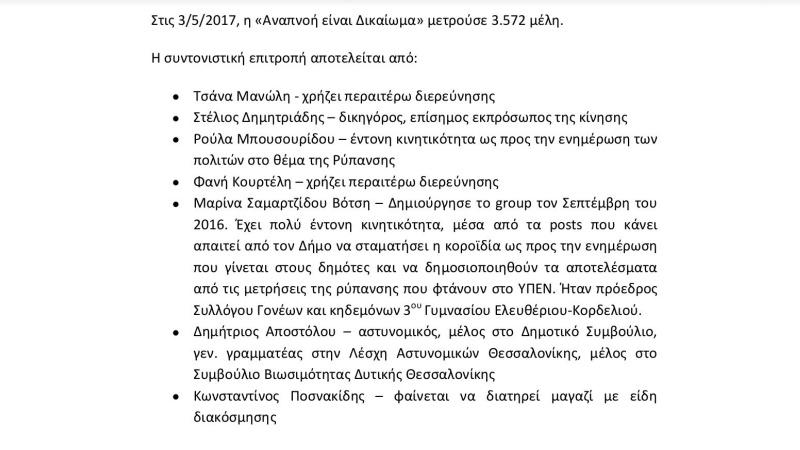 Στις 3/5/2017, η «Αναπνοή είναι Δικαίωμα» μετρούσε 3.572 μέλη.
Η συντονιστική επιτροπή αποτελείται από:
• Τσάνα Μανώλη - χρήζει περαιτέρω διερεύνησης
• Στέλιος Δημητριάδης – δικηγόρος, επίσημος εκπρόσωπος της κίνησης
• Ρούλα Μπουσουρίδου – έντονη κινητικότητα ως προς την ενημέρωση των
πολιτών στο θέμα της Ρύπανσης
• Φανή Κουρτέλη – χρήζει περαιτέρω διερεύνησης
• Μαρίνα Σαμαρτζίδου Βότση – Δημιούργησε το group τον Σεπτέμβρη του
2016. Έχει πολύ έντονη κινητικότητα, μέσα από τα posts που κάνει
απαιτεί από τον Δήμο να σταματήσει η κοροϊδία ως προς την ενημέρωση
που γίνεται στους δημότες και να δημοσιοποιηθούν τα αποτελέσματα
από τις μετρήσεις της ρύπανσης που φτάνουν στο ΥΠΕΝ. Ήταν πρόεδρος
Συλλόγου Γονέων και κηδεμόνων 3ου Γυμνασίου Ελευθέριου-Κορδελιού.
• Δημήτριος Αποστόλου – αστυνομικός, μέλος στο Δημοτικό Συμβούλιο,
γεν. γραμματέας στην Λέσχη Αστυνομικών Θεσσαλονίκης, μέλος στο
Συμβούλιο Βιωσιμότητας Δυτικής Θεσσαλονίκης
• Κωνσταντίνος Ποσνακίδης – φαίνεται να διατηρεί μαγαζί με είδη
διακόσμησης